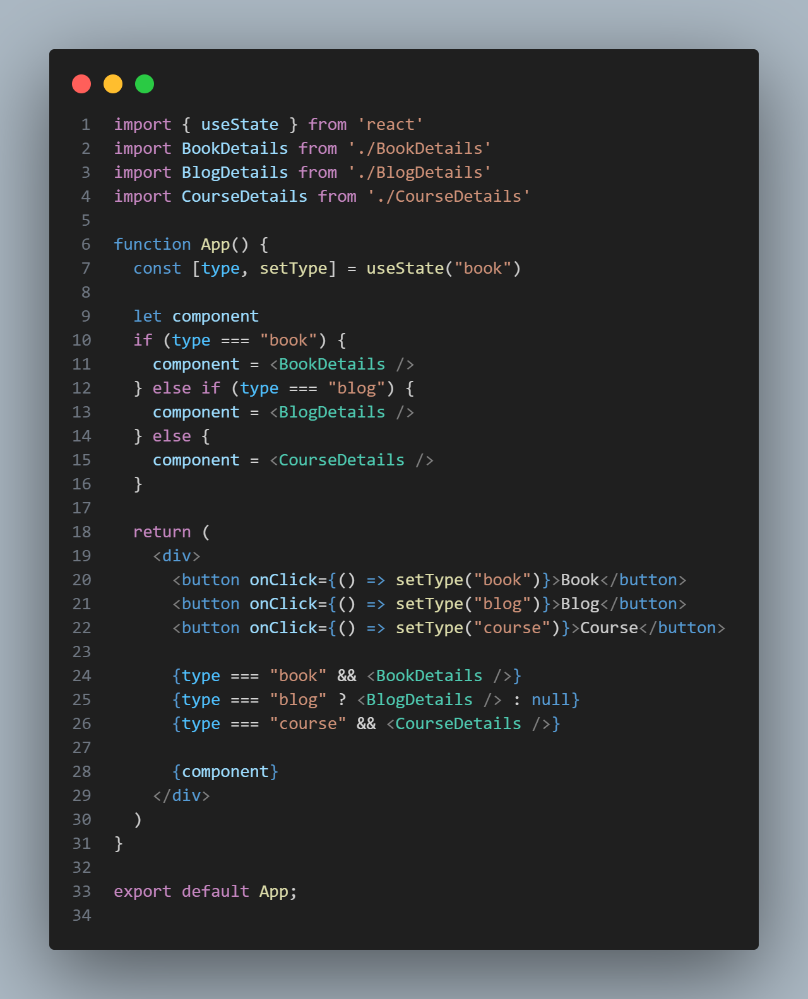 1 import { useState } from 'react'
2 import BookDetails from './BookDetails'
3 import BlogDetails from './BlogDetails'
4 import CourseDetails from './CourseDetails'
5
6 function App() {
7   const [type, setType] = useState("book")
8
9   let component
10   if (type === "book") {
11     component = <BookDetails />
12   } else if (type === "blog") {
13     component = <BlogDetails />
14   } else {
15     component = <CourseDetails />
16   }
17
18   return (
19     <div>
20       <button onClick={() => setType("book")}>Book</button>
21       <button onClick={() => setType("blog")}>Blog</button>
22       <button onClick={() => setType("course")}>Course</button>
23
24       {type === "book" && <BookDetails />}
25       {type === "blog" ? <BlogDetails /> : null}
26       {type === "course" && <CourseDetails />}
27
28       {component}
29     </div>
30   )
31 }
32
33 export default App;
34